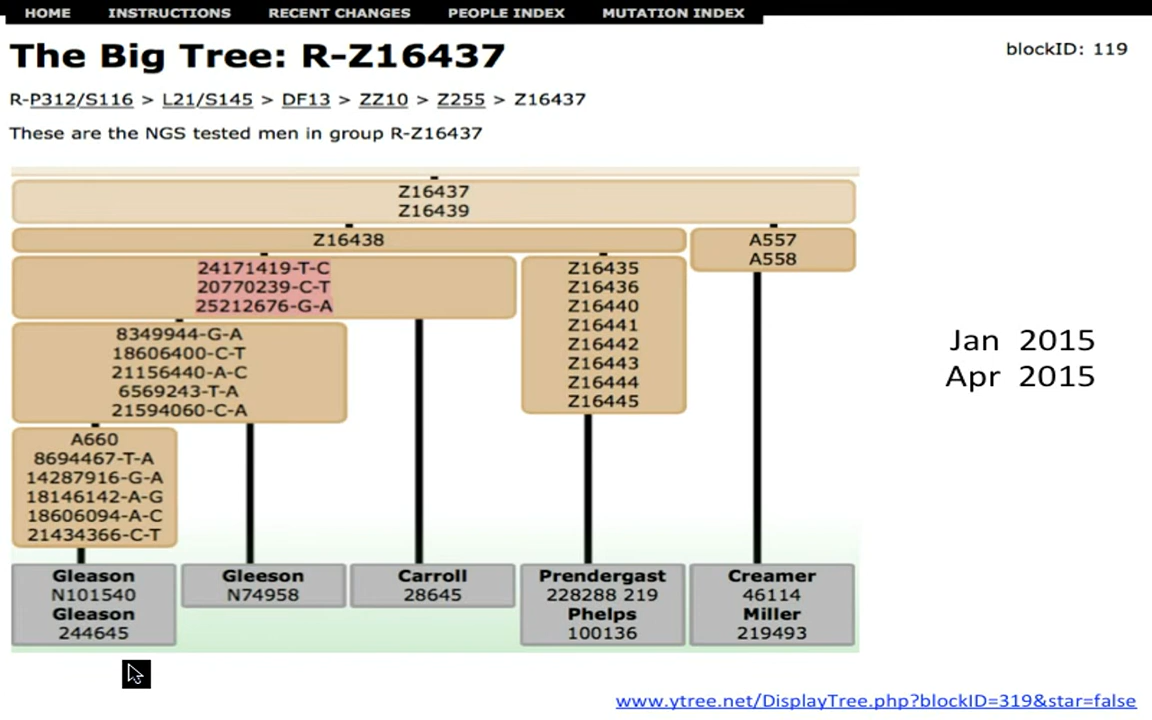 HOME INSTRUCTIONS RECENT CHANGES PEOPLE INDEX MUTATION INDEX
The Big Tree: R-Z16437
blockID: 119
R-P312/S116 > L21/S145 > DF13 > ZZ10 > Z255 > Z16437
These are the NGS tested men in group R-Z16437
Z16437
Z16439
Z16438
A557
A558
24171419-T-C
20770239-C-T
25212676-G-A
Z16435
Z16436
Z16440
Z16441
Z16442
Z16443
Z16444
Z16445
8349944-G-A
18606400-C-T
21156440-A-C
6569243-T-A
21594060-C-A
Jan 2015
Apr 2015
A660
8694467-T-A
14287916-G-A
18146142-A-G
18606094-A-C
21434366-C-T
Gleason
N101540
Gleason
244645
Gleeson
N74958
Carroll
28645
Prendergast
228288 219
Phelps
100136
Creamer
46114
Miller
219493
www.ytree.net/DisplayTree.php?blockID=319&star=false